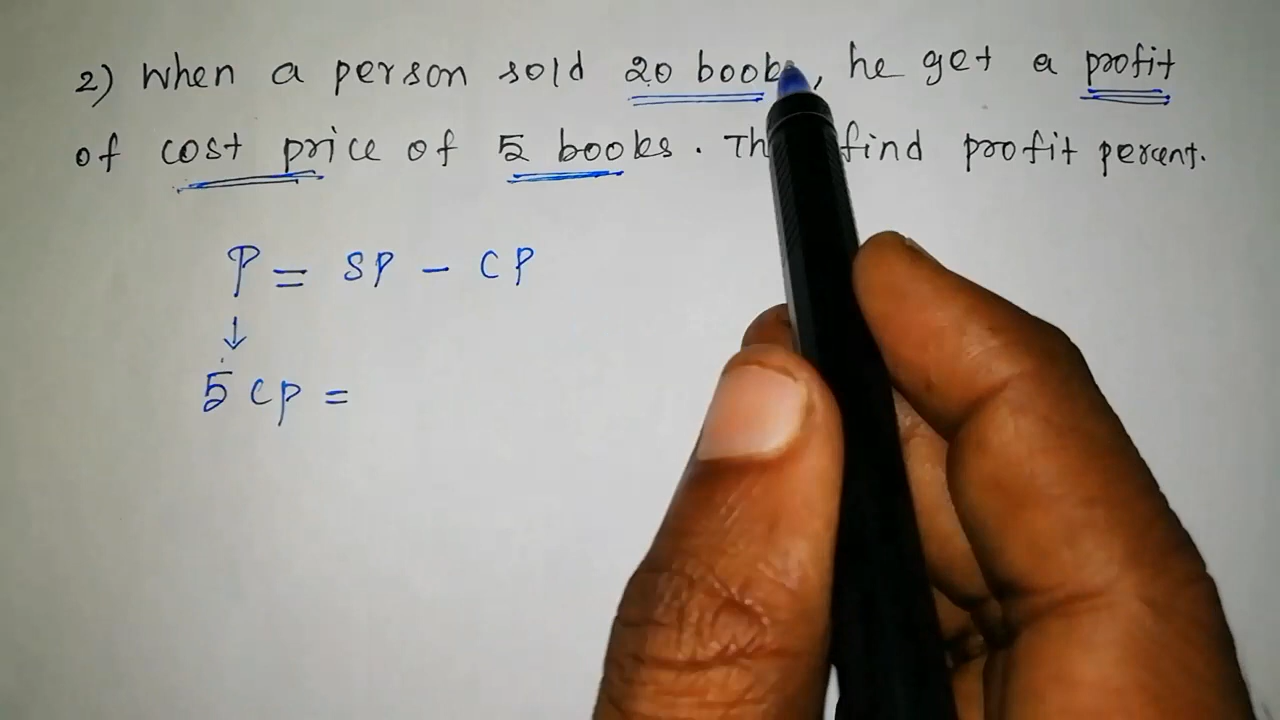 2) When a person sold 20 books, he get a profit
of cost price of 5 books. find profit percent.
P = SP - CP
↓
5 CP =